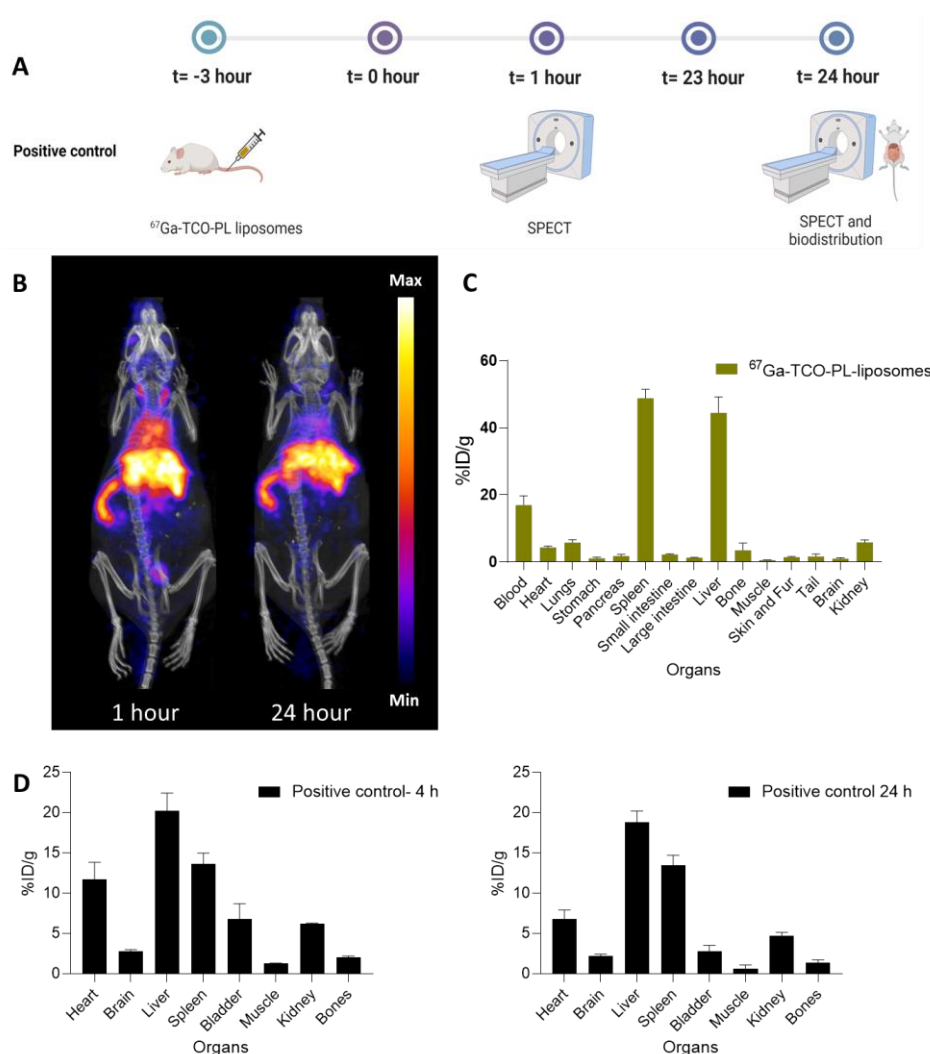 A
t= -3 hour
t= 0 hour
t= 1 hour
t= 23 hour
t= 24 hour
Positive control
⁶⁷Ga-TCO-PL liposomes
SPECT
SPECT and
biodistribution
B
Max
Min
1 hour
24 hour
C
⁶⁷Ga-TCO-PL-liposomes
%ID/g
60
40
20
0
Blood
Heart
Lungs
Stomach
Pancreas
Spleen
Small intestine
Large intestine
Liver
Bone
Muscle
Skin and Fur
Tail
Brain
Kidney
Organs
D
Positive control- 4 h
%ID/g
25
20
15
10
5
0
Heart
Brain
Liver
Spleen
Bladder
Muscle
Kidney
Bones
Organs
Positive control 24 h
%ID/g
25
20
15
10
5
0
Heart
Brain
Liver
Spleen
Bladder
Muscle
Kidney
Bones
Organs